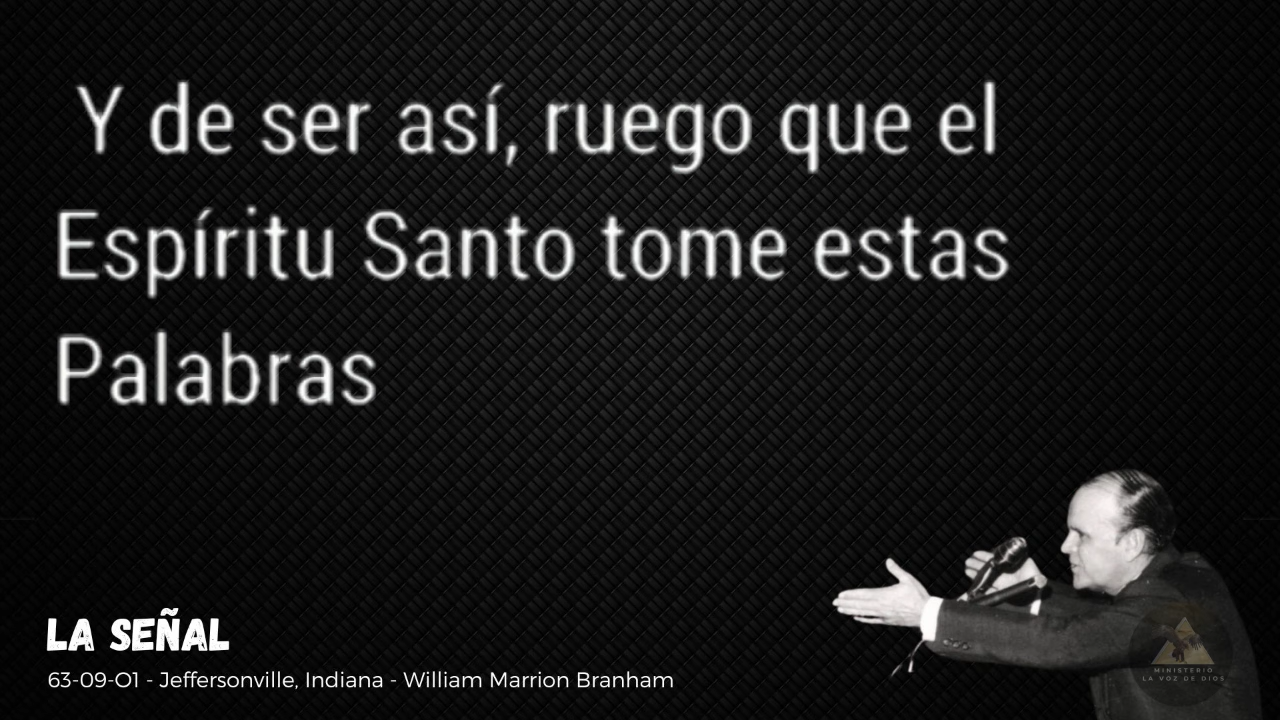 Y de ser así, ruego que el
Espíritu Santo tome estas
Palabras
LA SEÑAL
63-09-O1 - Jeffersonville, Indiana - William Marrion Branham
MINISTERIO
LA VOZ DE DIOS